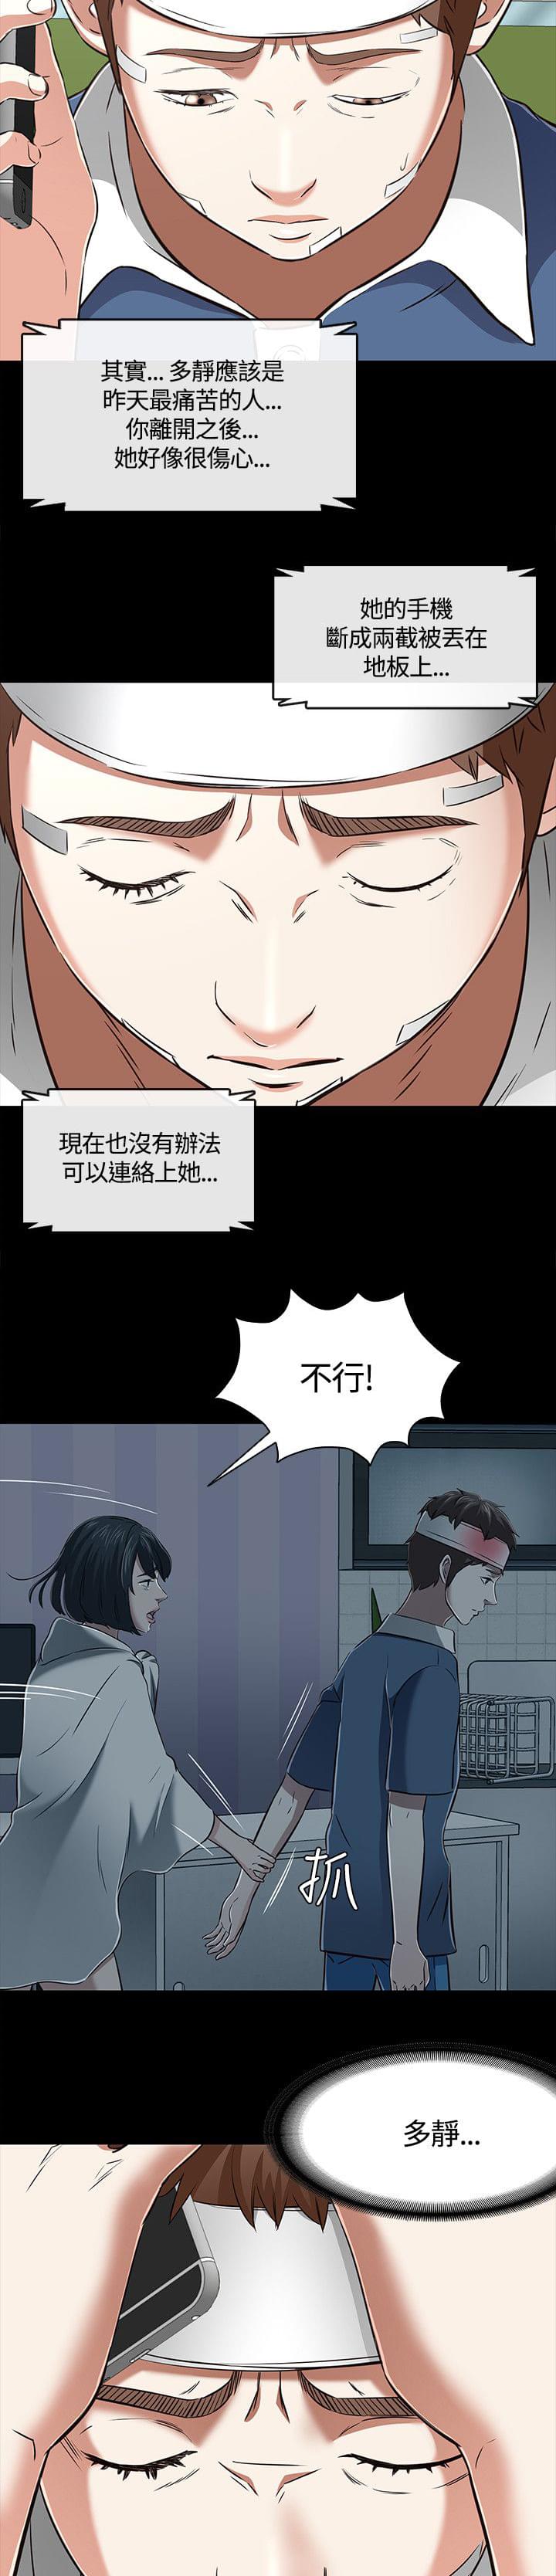 其實... 多靜應該是
昨天最痛苦的人...
你離開之後...
她好像很傷心...
她的手機
斷成兩截被丟在
地板上...
現在也沒有辦法
可以連絡上她...
不行!
抓
多靜...